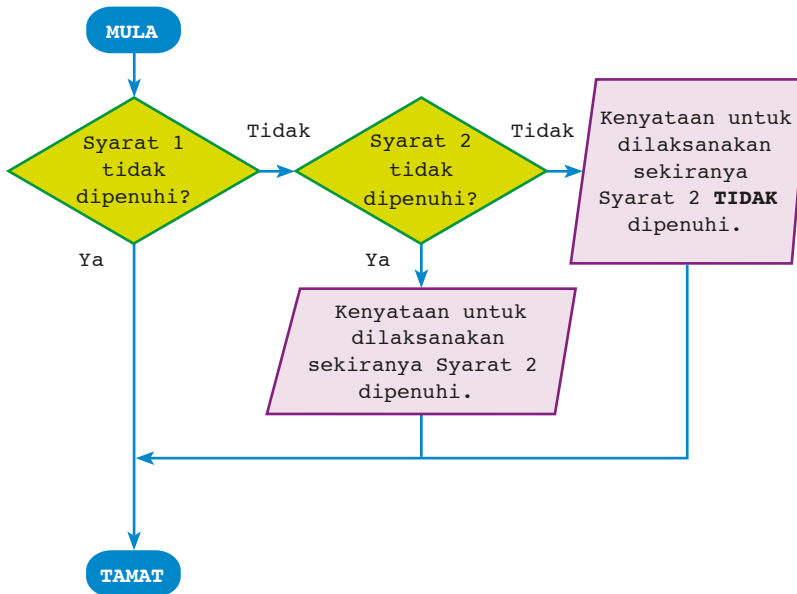 MULA
Syarat 1
tidak
dipenuhi?
Tidak
Syarat 2
tidak
dipenuhi?
Tidak
Kenyataan untuk
dilaksanakan
sekiranya
Syarat 2 TIDAK
dipenuhi.
Ya
Ya
Kenyataan untuk
dilaksanakan
sekiranya Syarat 2
dipenuhi.
TAMAT